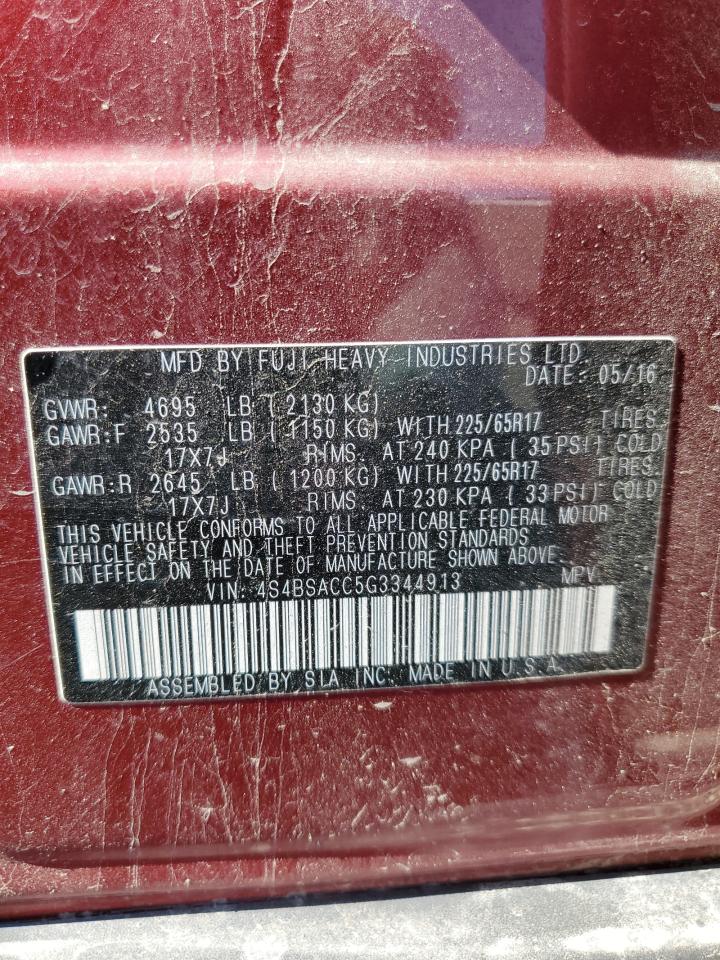 MFD BY FUJI HEAVY INDUSTRIES LTD.
DATE: 05/16
GVWR: 4695 LB ( 2130 KG)
GAWR:F 2535 LB ( 1150 KG) WITH 225/65R17 TIRES.
17X7J RIMS. AT 240 KPA ( 35 PSI) COLD
GAWR:R 2645 LB ( 1200 KG) WITH 225/65R17 TIRES.
17X7J RIMS. AT 230 KPA ( 33 PSI) COLD
THIS VEHICLE CONFORMS TO ALL APPLICABLE FEDERAL MOTOR
VEHICLE SAFETY AND THEFT PREVENTION STANDARDS
IN EFFECT ON THE DATE OF MANUFACTURE SHOWN ABOVE.
VIN: 4S4BSACC5G3344913 MPV
ASSEMBLED BY SIA INC. MADE IN U.S.A.